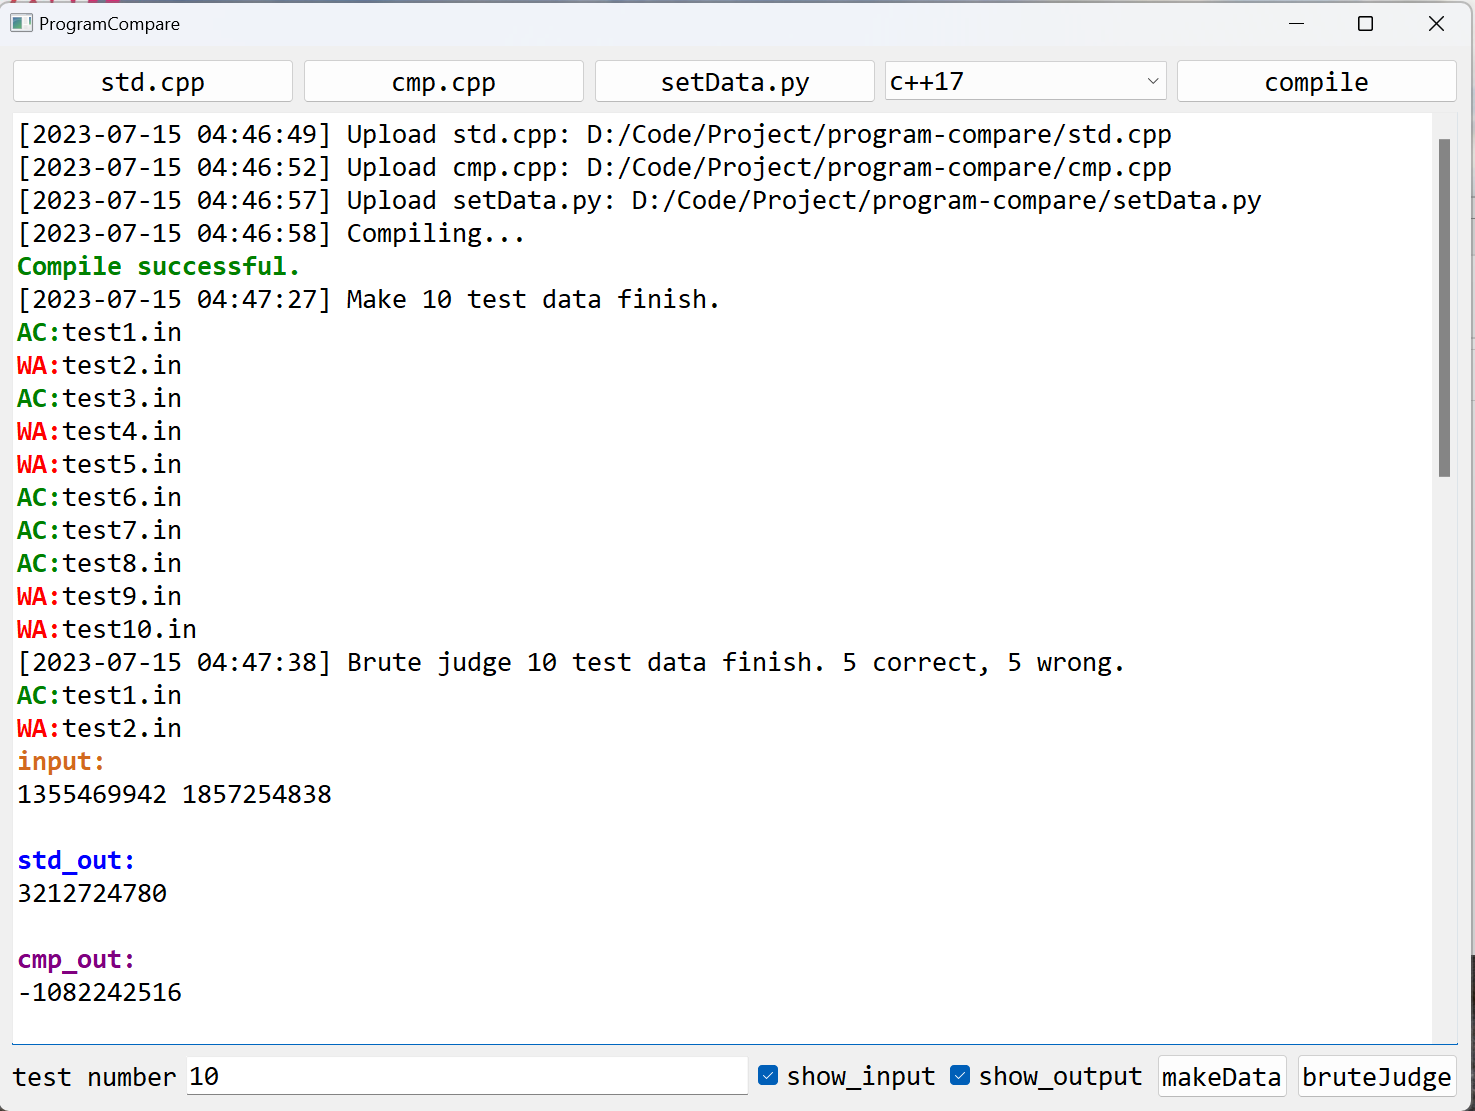 ProgramCompare
std.cpp cmp.cpp setData.py c++17 compile
[2023-07-15 04:46:49] Upload std.cpp: D:/Code/Project/program-compare/std.cpp
[2023-07-15 04:46:52] Upload cmp.cpp: D:/Code/Project/program-compare/cmp.cpp
[2023-07-15 04:46:57] Upload setData.py: D:/Code/Project/program-compare/setData.py
[2023-07-15 04:46:58] Compiling...
Compile successful.
[2023-07-15 04:47:27] Make 10 test data finish.
AC:test1.in
WA:test2.in
AC:test3.in
WA:test4.in
WA:test5.in
AC:test6.in
AC:test7.in
AC:test8.in
WA:test9.in
WA:test10.in
[2023-07-15 04:47:38] Brute judge 10 test data finish. 5 correct, 5 wrong.
AC:test1.in
WA:test2.in
input:
1355469942 1857254838
std_out:
3212724780
cmp_out:
-1082242516
test number 10 show_input show_output makeData bruteJudge